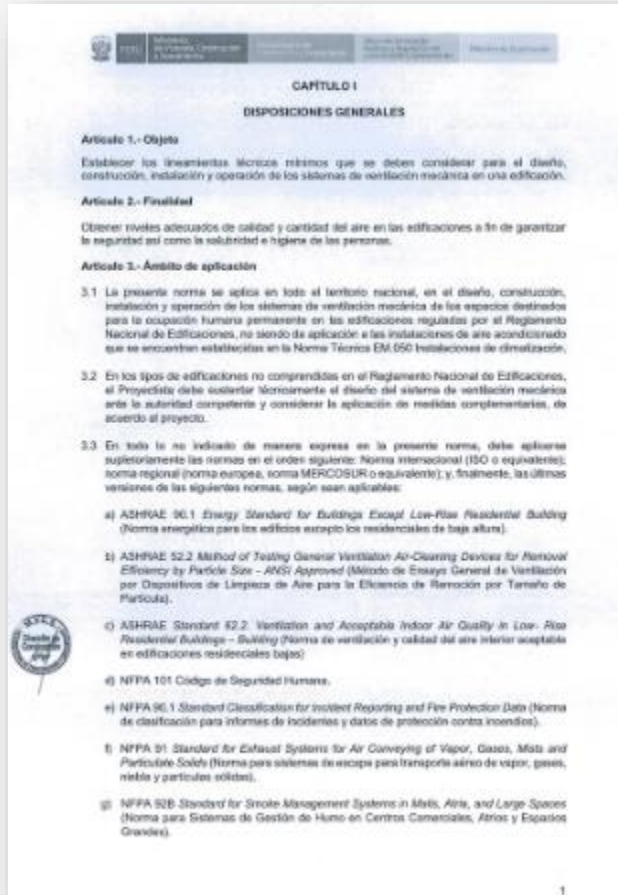 PERÚ
Ministerio
de Vivienda, Construcción
y Saneamiento
CAPÍTULO I
DISPOSICIONES GENERALES
Artículo 1.- Objeto
Establecer los lineamientos técnicos mínimos que se deben considerar para el diseño,
construcción, instalación y operación de los sistemas de ventilación mecánica en una edificación.
Artículo 2.- Finalidad
Obtener niveles adecuados de calidad y cantidad del aire en las edificaciones a fin de garantizar
la seguridad así como la salubridad e higiene de las personas.
Artículo 3.- Ámbito de aplicación
3.1 La presente norma se aplica en todo el territorio nacional, en el diseño, construcción,
instalación y operación de los sistemas de ventilación mecánica de los espacios destinados
para la ocupación humana permanente en las edificaciones reguladas por el Reglamento
Nacional de Edificaciones, no siendo de aplicación a las instalaciones de aire acondicionado
que se encuentran establecidas en la Norma Técnica EM.050 Instalaciones de climatización.
3.2 En los tipos de edificaciones no comprendidas en el Reglamento Nacional de Edificaciones,
el Proyectista debe sustentar técnicamente el diseño del sistema de ventilación mecánica
ante la autoridad competente y considerar la aplicación de medidas complementarias, de
acuerdo al proyecto.
3.3 En todo lo no indicado de manera expresa en la presente norma, debe aplicarse
supletoriamente las normas en el orden siguiente: Norma internacional (ISO o equivalente);
norma regional (norma europea, norma MERCOSUR o equivalente); y, finalmente, las últimas
versiones de las siguientes normas, según sean aplicables:
a) ASHRAE 90.1 Energy Standard for Buildings Except Low-Rise Residential Building
(Norma energética para los edificios excepto los residenciales de baja altura).
b) ASHRAE 52.2 Method of Testing General Ventilation Air-Cleaning Devices for Removal
Efficiency by Particle Size – ANSI Approved (Método de Ensayo General de Ventilación
por Dispositivos de Limpieza de Aire para la Eficiencia de Remoción por Tamaño de
Partícula).
c) ASHRAE Standard 62.2. Ventilation and Acceptable Indoor Air Quality in Low- Rise
Residential Buildings – Building (Norma de ventilación y calidad del aire interior aceptable
en edificaciones residenciales bajas)
d) NFPA 101 Código de Seguridad Humana.
e) NFPA 90.1 Standard Classification for Incident Reporting and Fire Protection Data (Norma
de clasificación para informes de incidentes y datos de protección contra incendios).
f) NFPA 91 Standard for Exhaust Systems for Air Conveying of Vapor, Gases, Mists and
Particulate Solids (Norma para sistemas de escape para transporte aéreo de vapor, gases,
niebla y partículas sólidas).
g) NFPA 92B Standard for Smoke Management Systems in Malls, Atria, and Large Spaces
(Norma para Sistemas de Gestión de Humo en Centros Comerciales, Atrios y Espacios
Grandes).
1